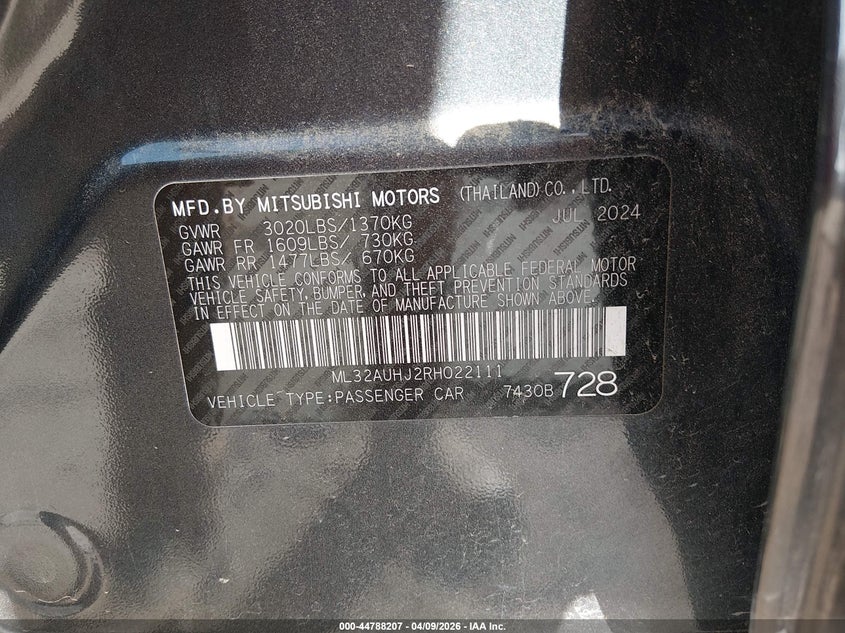 MFD.BY MITSUBISHI MOTORS (THAILAND)CO.,LTD.
GVWR 3020LBS/1370KG JUL 2024
GAWR FR 1609LBS/ 730KG
GAWR RR 1477LBS/ 670KG
THIS VEHICLE CONFORMS TO ALL APPLICABLE FEDERAL MOTOR
VEHICLE SAFETY, BUMPER, AND THEFT PREVENTION STANDARDS
IN EFFECT ON THE DATE OF MANUFACTURE SHOWN ABOVE.
ML32AUHJ2RH022111
VEHICLE TYPE:PASSENGER CAR 7430B 728
000-44788207 - 04/09/2026 - IAA Inc.